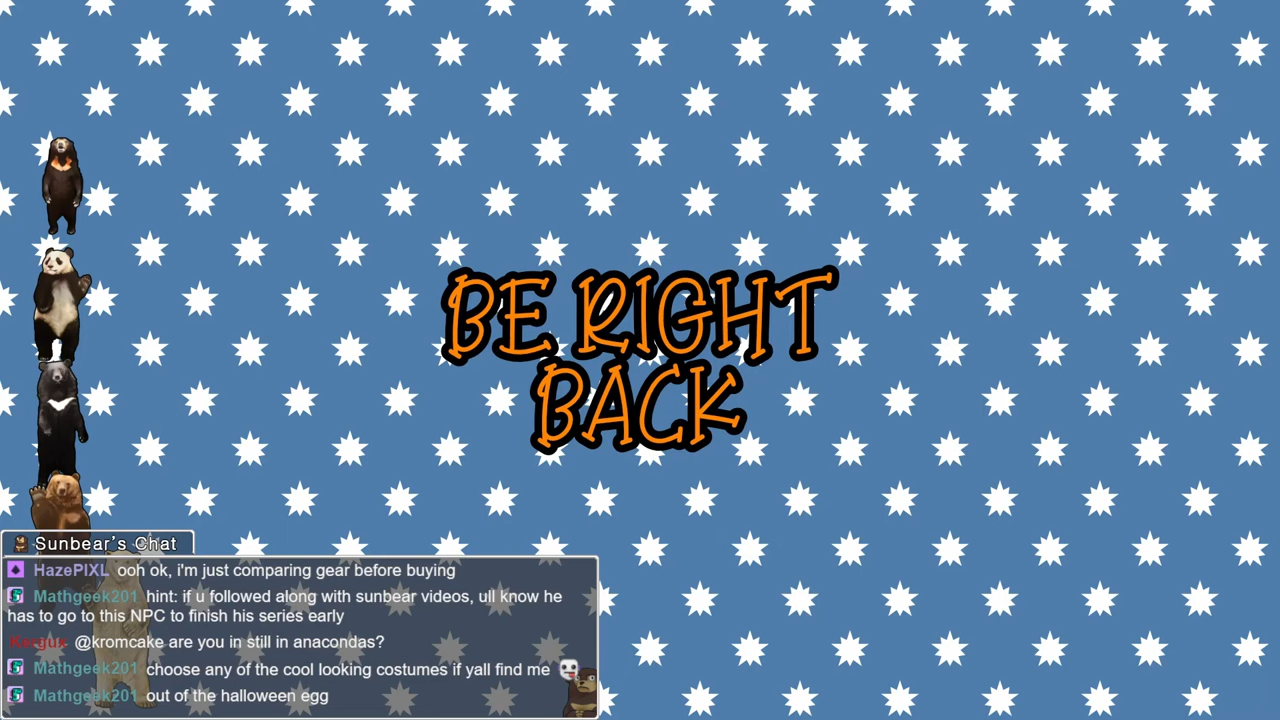 BE RIGHT
BACK
Sunbear's Chat
HazePIXL ooh ok, i'm just comparing gear before buying
Mathgeek201 hint: if u followed along with sunbear videos, ull know he
has to go to this NPC to finish his series early
Kargux @kromcake are you in still in anacondas?
Mathgeek201 choose any of the cool looking costumes if yall find me
Mathgeek201 out of the halloween egg